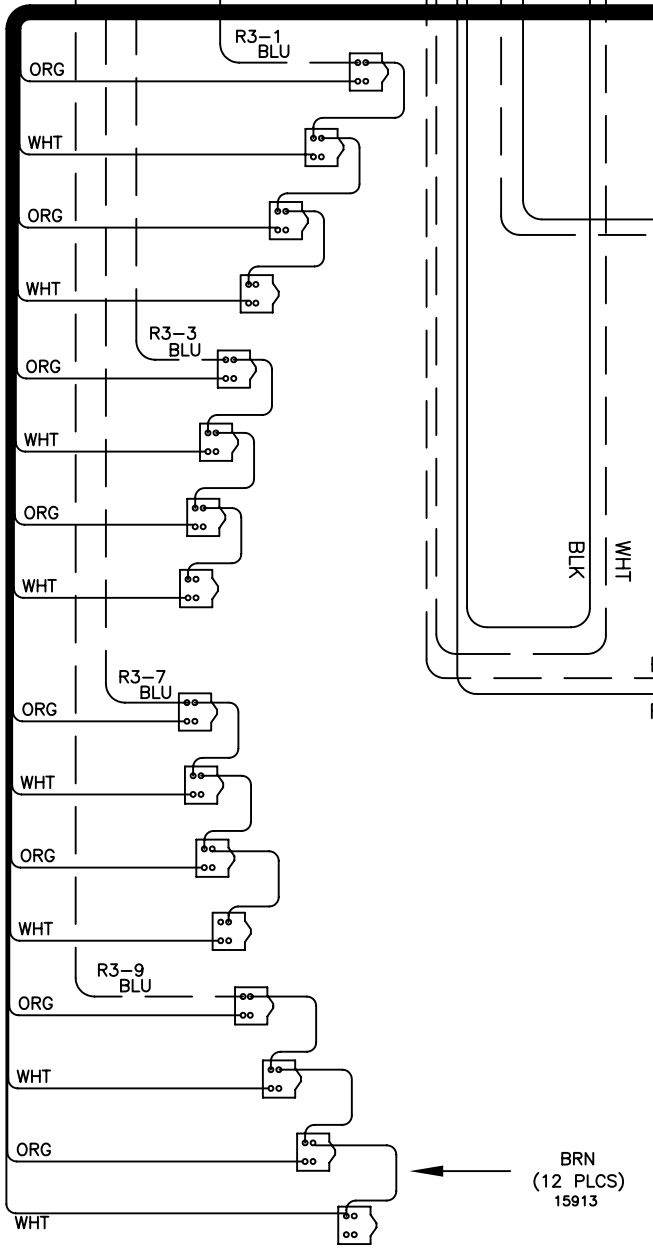 R3-1
BLU
ORG
WHT
ORG
WHT
R3-3
BLU
ORG
WHT
ORG
WHT
BLK
WHT
R3-7
BLU
ORG
WHT
ORG
WHT
R3-9
BLU
ORG
WHT
ORG
WHT
BRN
(12 PLCS)
15913